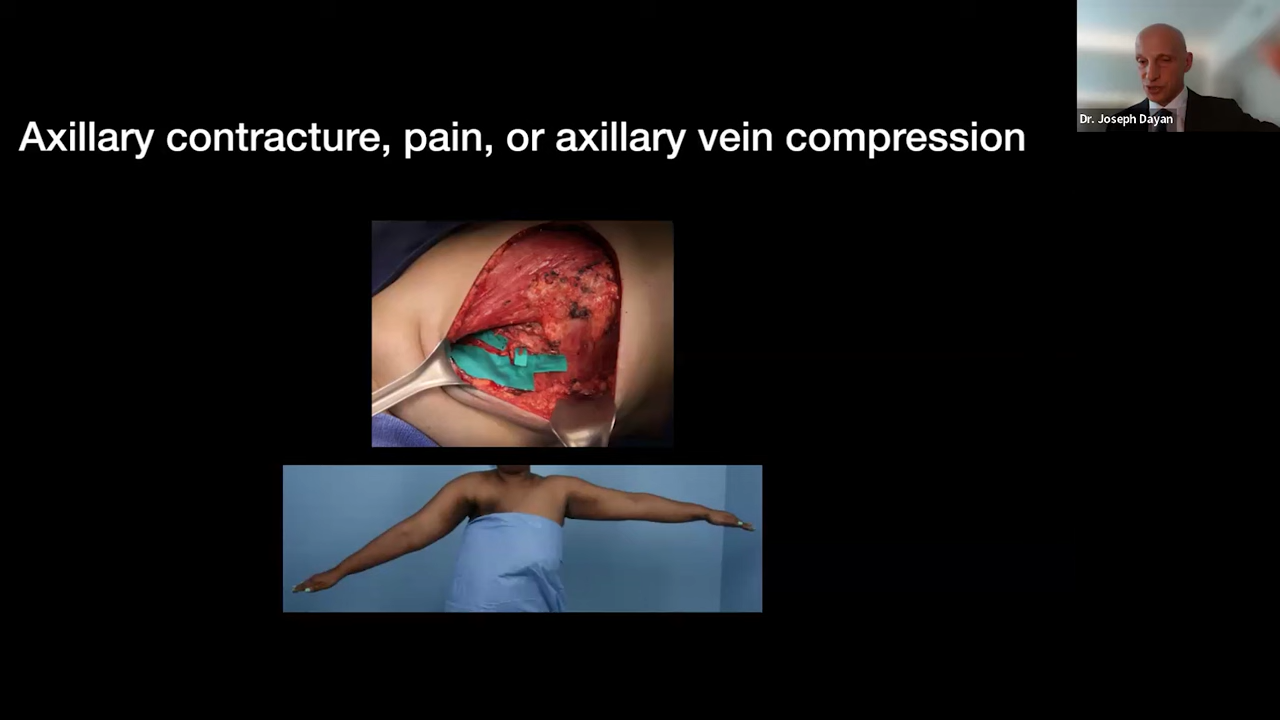 Axillary contracture, pain, or axillary vein compression
Dr. Joseph Dayan